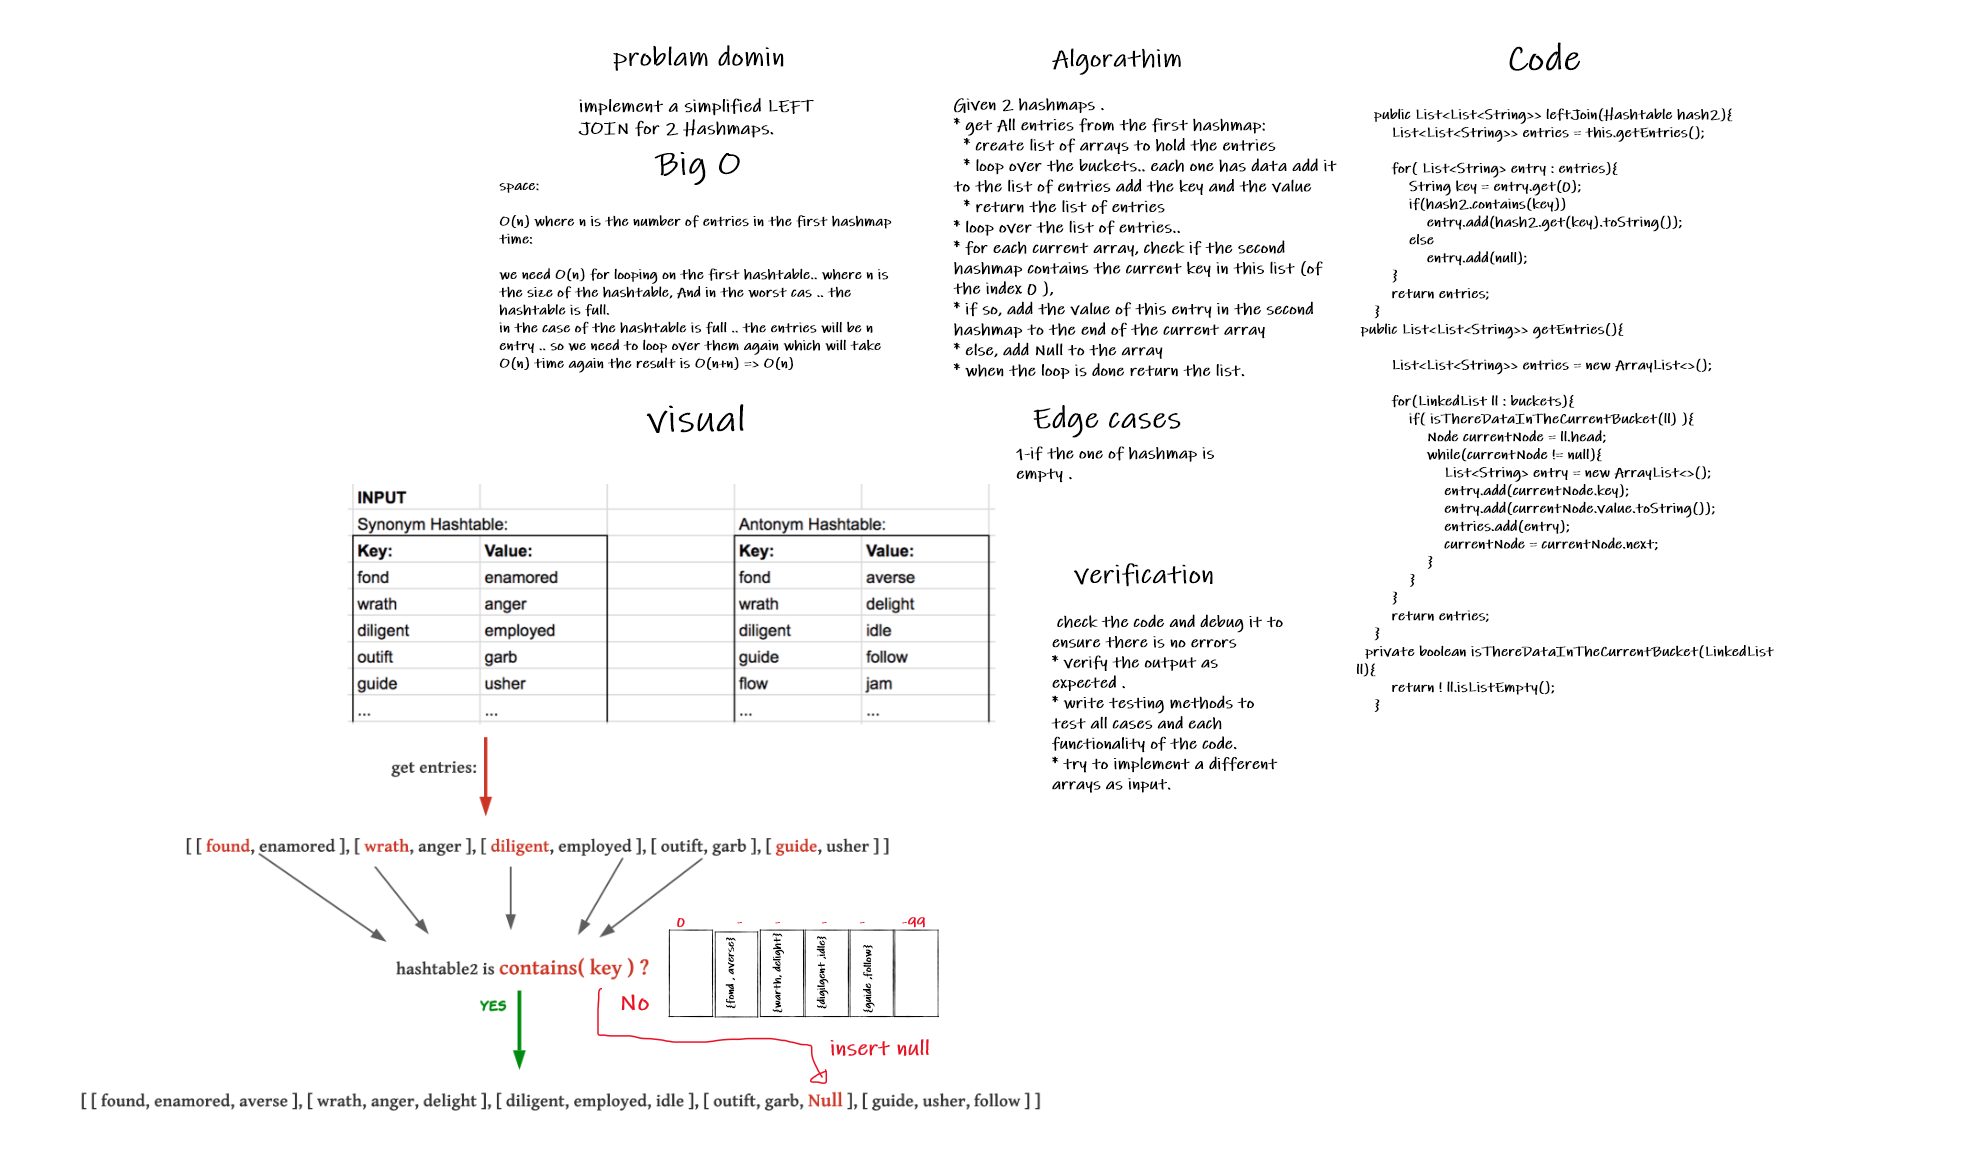 problam domin
implement a simplified LEFT
JOIN for 2 Hashmaps.
Big O
space:
O(n) where n is the number of entries in the first hashmap
time:
we need O(n) for looping on the first hashtable.. where n is
the size of the hashtable, And in the worst cas .. the
hashtable is full.
in the case of the hashtable is full .. the entries will be n
entry .. so we need to loop over them again which will take
O(n) time again the result is O(n+n) => O(n)
Algorathim
Given 2 hashmaps .
* get All entries from the first hashmap:
* create list of arrays to hold the entries
* loop over the buckets.. each one has data add it
to the list of entries add the key and the value
* return the list of entries
* loop over the list of entries..
* for each current array, check if the second
hashmap contains the current key in this list (of
the index 0 ),
* if so, add the value of this entry in the second
hashmap to the end of the current array
* else, add Null to the array
* when the loop is done return the list.
Code
public List<List<String>> leftJoin(Hashtable hash2){
List<List<String>> entries = this.getEntries();
for( List<String> entry : entries){
String key = entry.get(0);
if(hash2.contains(key))
entry.add(hash2.get(key).toString());
else
entry.add(null);
}
return entries;
}
public List<List<String>> getEntries(){
List<List<String>> entries = new ArrayList<>();
for(LinkedList ll : buckets){
if( isThereDataInTheCurrentBucket(ll) ){
Node currentNode = ll.head;
while(currentNode != null){
List<String> entry = new ArrayList<>();
entry.add(currentNode.key);
entry.add(currentNode.value.toString());
entries.add(entry);
currentNode = currentNode.next;
}
}
}
return entries;
}
private boolean isThereDataInTheCurrentBucket(LinkedList
ll){
return ! ll.isListEmpty();
}
visual
INPUT
Synonym Hashtable: Antonym Hashtable:
Key: Value: Key: Value:
fond enamored fond averse
wrath anger wrath delight
diligent employed diligent idle
outift garb guide follow
guide usher flow jam
... ... ... ...
Edge cases
1-if the one of hashmap is
empty .
verification
check the code and debug it to
ensure there is no errors
* verify the output as
expected .
* write testing methods to
test all cases and each
functionality of the code.
* try to implement a different
arrays as input.
get entries:
[ [ found, enamored ], [ wrath, anger ], [ diligent, employed ], [ outift, garb ], [ guide, usher ] ]
0 - - - - -99
{fond , averse}
{warth, delight}
{digilgent ,idle}
{guide ,follow}
hashtable2 is contains( key ) ?
YES
No
insert null
[ [ found, enamored, averse ], [ wrath, anger, delight ], [ diligent, employed, idle ], [ outift, garb, Null ], [ guide, usher, follow ] ]